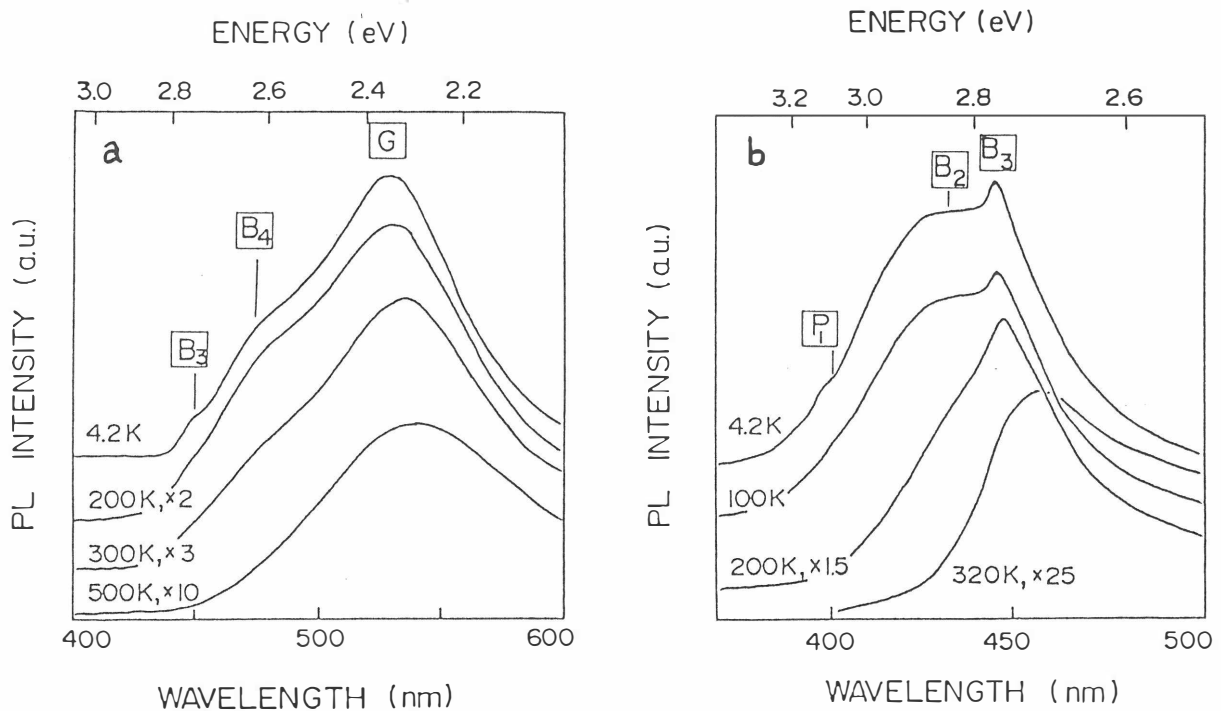 ENERGY (eV)
3.0 2.8 2.6 2.4 2.2
a
G
B4
B3
4.2K
200K, ×2
300K, ×3
500K, ×10
400 500 600
WAVELENGTH (nm)
PL INTENSITY (a.u.)
ENERGY (eV)
3.2 3.0 2.8 2.6
b
B2
B3
P1
4.2K
100K
200K, ×1.5
320K, ×25
400 450 500
WAVELENGTH (nm)
PL INTENSITY (a.u.)